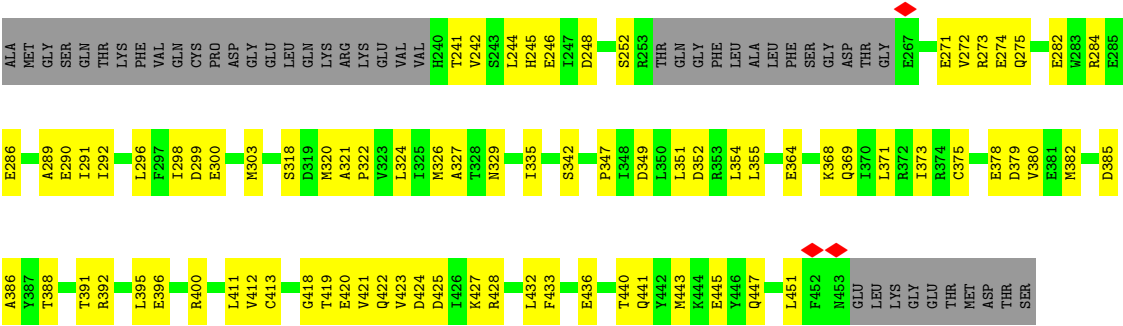 ALA MET GLY SER GLN THR LYS PHE VAL GLN CYS PRO ASP GLY GLU LEU GLN LYS ARG LYS GLU VAL VAL H240 T241 V242 S243 L244 H245 E246 I247 D248 S252 R253 THR GLN GLY PHE LEU ALA LEU PHE SER GLY ASP THR GLY E267 E271 V272 R273 E274 Q275 E282 W283 R284 E285
E286 A289 E290 I291 I292 L296 F297 I298 D299 E300 M303 S318 D319 M320 A321 P322 V323 L324 I325 M326 A327 T328 N329 I335 S342 P347 I348 D349 L350 L351 D352 R353 L354 L355 E364 K368 Q369 I370 L371 R372 I373 R374 C375 E378 D379 V380 E381 M382 D385
A386 Y387 T388 T391 R392 L395 E396 R400 L411 V412 C413 G418 T419 E420 V421 Q422 V423 D424 D425 I426 K427 R428 L432 F433 E436 T440 Q441 Y442 M443 K444 E445 Y446 Q447 L451 F452 N453 GLU LEU LYS GLY GLU THR MET ASP THR SER